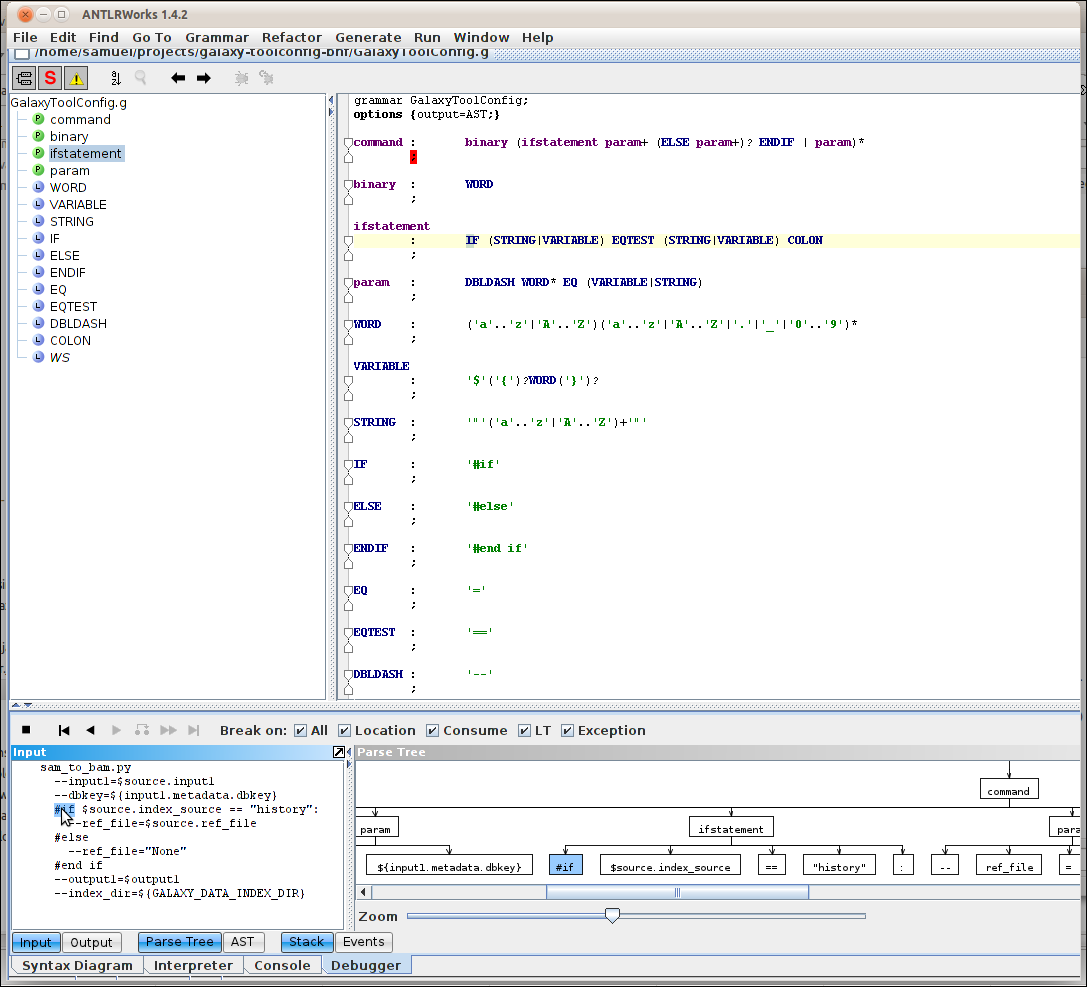 ANTLRWorks 1.4.2
File Edit Find Go To Grammar Refactor Generate Run Window Help
/home/samuel/projects/galaxy-toolconfig-bnf/GalaxyToolConfig.g
GalaxyToolConfig.g
P command
P binary
P ifstatement
P param
L WORD
L VARIABLE
L STRING
L IF
L ELSE
L ENDIF
L EQ
L EQTEST
L DBLDASH
L COLON
L WS
grammar GalaxyToolConfig;
options {output=AST;}
command : binary (ifstatement param+ (ELSE param+)? ENDIF | param)*
;
binary : WORD
;
ifstatement
: IF (STRING|VARIABLE) EQTEST (STRING|VARIABLE) COLON
;
param : DBLDASH WORD* EQ (VARIABLE|STRING)
;
WORD : ('a'..'z'|'A'..'Z')('a'..'z'|'A'..'Z'|'.'|'_'|'0'..'9')*
;
VARIABLE
: '$'('{')?WORD('}')?
;
STRING : '"'('a'..'z'|'A'..'Z')+'"'
;
IF : '#if'
;
ELSE : '#else'
;
ENDIF : '#end if'
;
EQ : '='
;
EQTEST : '=='
;
DBLDASH : '--'
;
Break on: All Location Consume LT Exception
Input
sam_to_bam.py
--input1=$source.input1
--dbkey=${input1.metadata.dbkey}
#if $source.index_source == "history":
--ref_file=$source.ref_file
#else
--ref_file="None"
#end if
--output1=$output1
--index_dir=${GALAXY_DATA_INDEX_DIR}
Parse Tree
command
param ifstatement para
${input1.metadata.dbkey} #if $source.index_source == "history" : -- ref_file =
Zoom
Input Output Parse Tree AST Stack Events
Syntax Diagram Interpreter Console Debugger